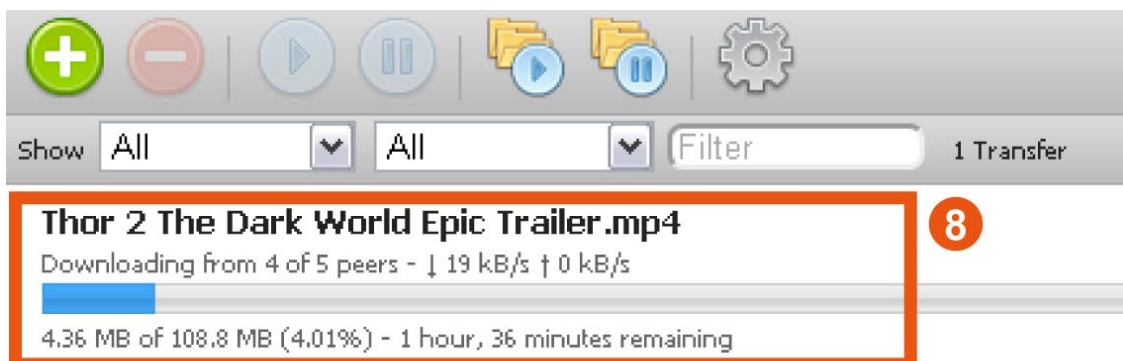 Show All All Filter 1 Transfer
Thor 2 The Dark World Epic Trailer.mp4
8
Downloading from 4 of 5 peers - ↓ 19 kB/s ↑ 0 kB/s
4.36 MB of 108.8 MB (4.01%) - 1 hour, 36 minutes remaining